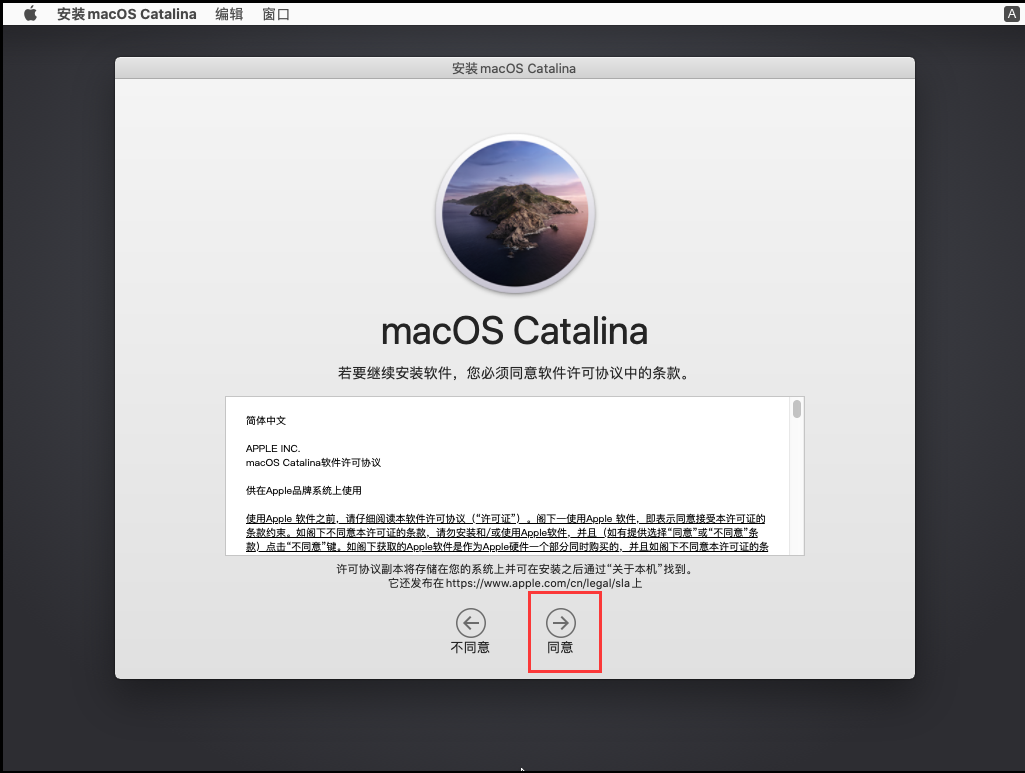 安装macOS Catalina 编辑 窗口 A
安装macOS Catalina
macOS Catalina
若要继续安装软件，您必须同意软件许可协议中的条款。
简体中文
APPLE INC.
macOS Catalina软件许可协议
供在Apple品牌系统上使用
使用Apple 软件之前，请仔细阅读本软件许可协议（“许可证”）。阁下一使用Apple 软件，即表示同意接受本许可证的
条款约束。如阁下不同意本许可证的条款，请勿安装和/或使用Apple软件，并且（如有提供选择“同意”或“不同意”条
款）点击“不同意”键。如阁下获取的Apple软件是作为Apple硬件一个部分同时购买的，并且如阁下不同意本许可证的条
许可协议副本将存储在您的系统上并可在安装之后通过“关于本机”找到。
它还发布在 https://www.apple.com/cn/legal/sla 上
不同意 同意